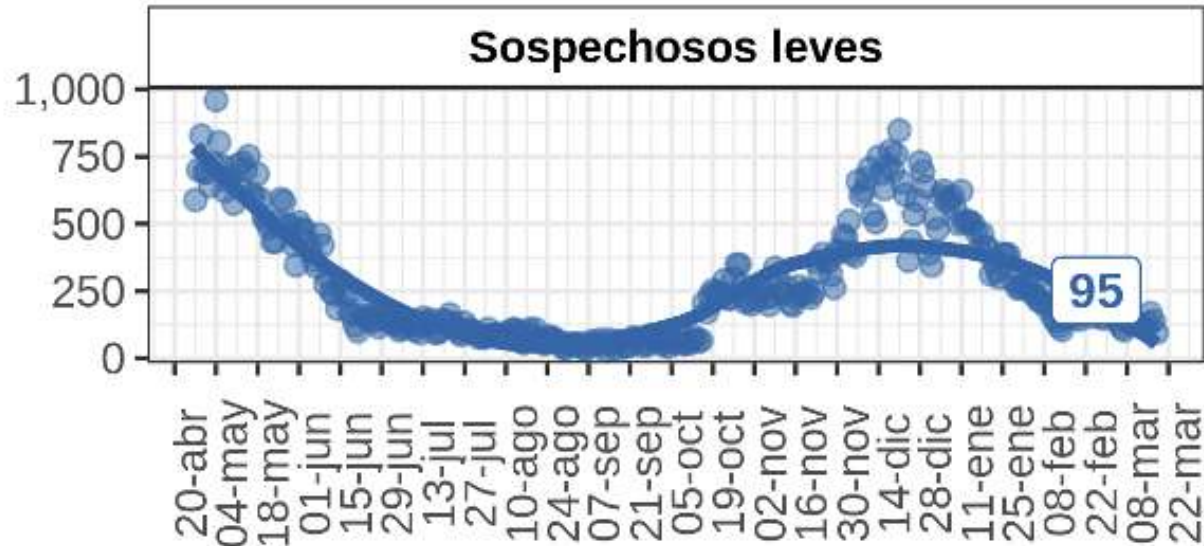 Sospechosos leves
1,000
750
500
250
0
95
20-abr
04-may
18-may
01-jun
15-jun
29-jun
13-jul
27-jul
10-ago
24-ago
07-sep
21-sep
05-oct
19-oct
02-nov
16-nov
30-nov
14-dic
28-dic
11-ene
25-ene
08-feb
22-feb
08-mar
22-mar